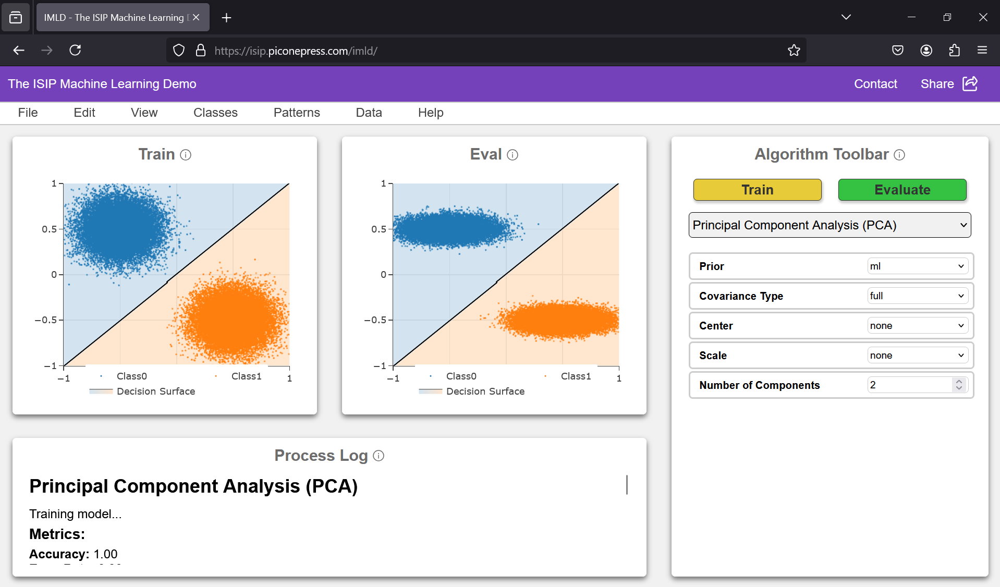 IMLD - The ISIP Machine Learning
https://isip.piconepress.com/imld/
The ISIP Machine Learning Demo
Contact
Share
File Edit View Classes Patterns Data Help
Train
1
0.5
0
−0.5
−1
−1 1
Class0 Class1
Decision Surface
Eval
1
0.5
0
−0.5
−1
−1 1
Class0 Class1
Decision Surface
Algorithm Toolbar
Train Evaluate
Principal Component Analysis (PCA)
Prior ml
Covariance Type full
Center none
Scale none
Number of Components 2
Process Log
Principal Component Analysis (PCA)
Training model...
Metrics:
Accuracy: 1.00